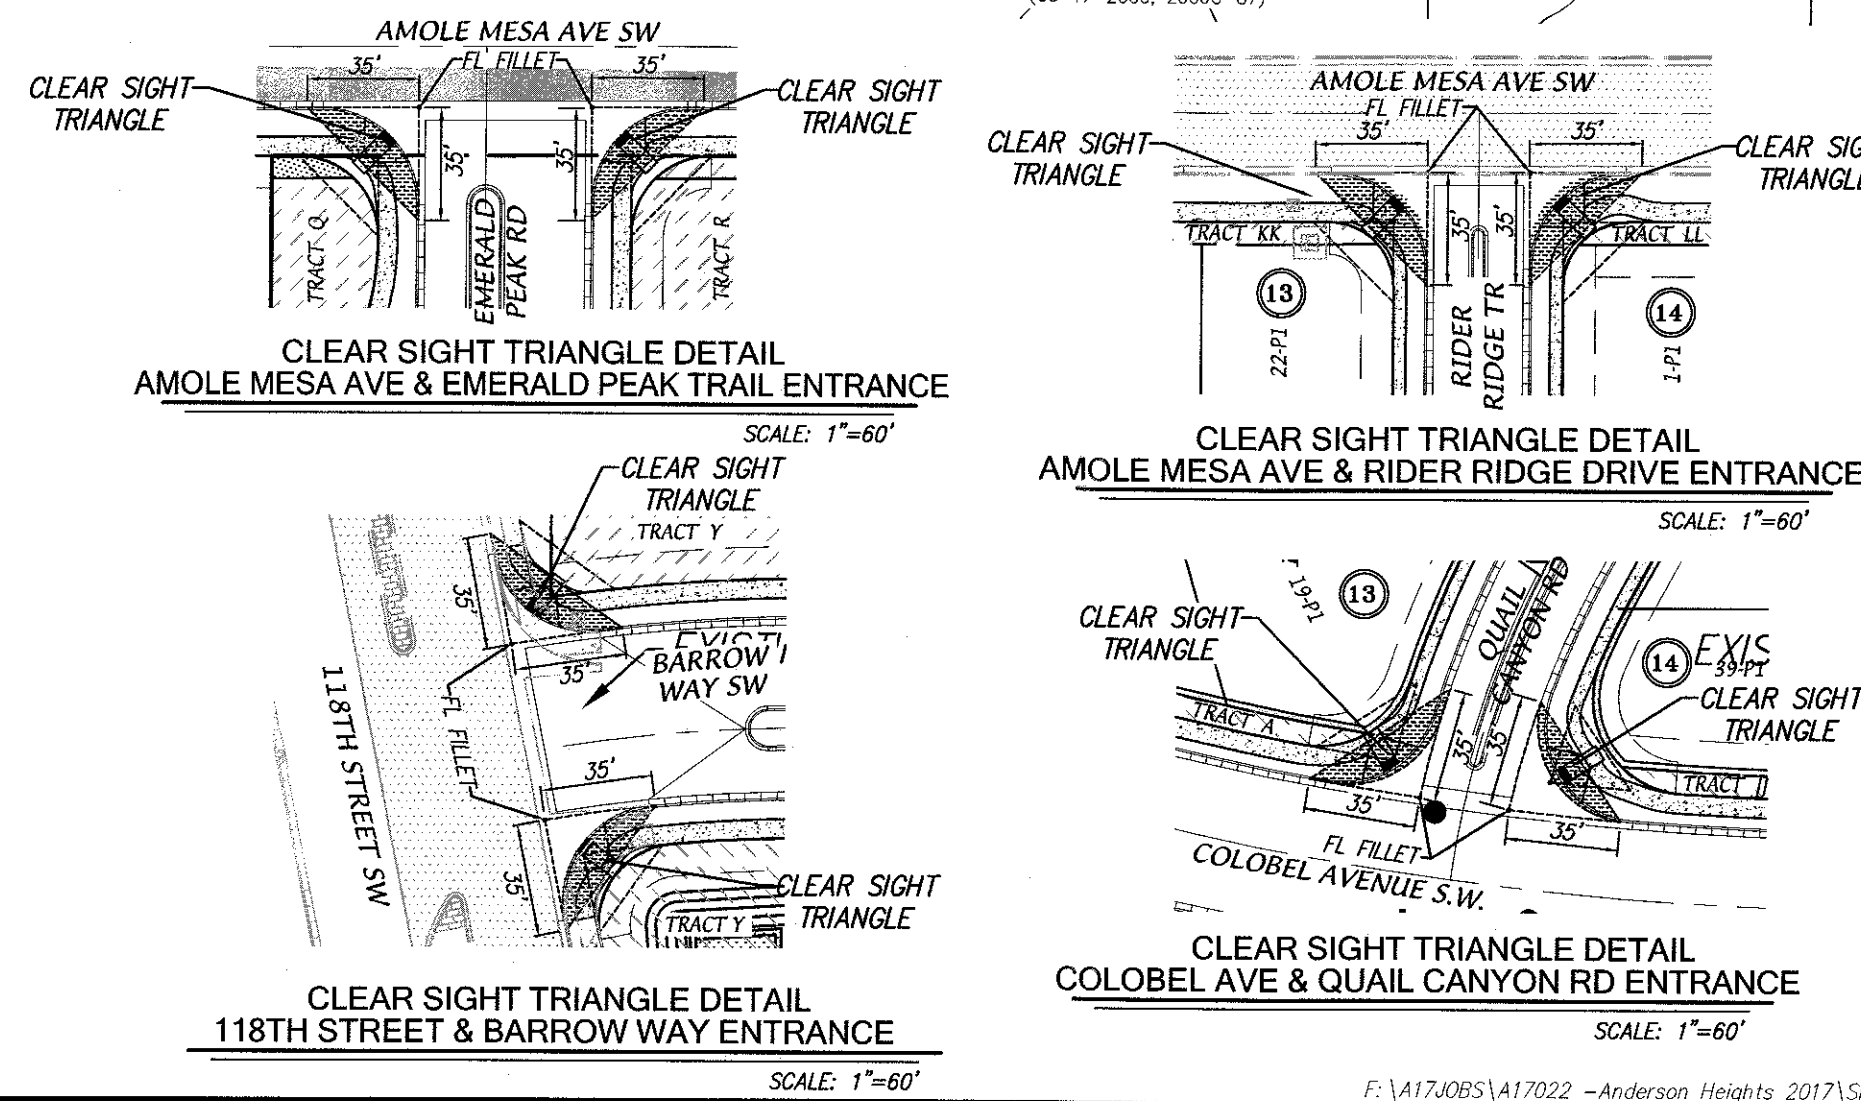 AMOLE MESA AVE SW
35'
FL FILLET
35'
CLEAR SIGHT
TRIANGLE
CLEAR SIGHT
TRIANGLE
35'
35'
TRACT Q
EMERALD
PEAK RD
TRACT R
CLEAR SIGHT TRIANGLE DETAIL
AMOLE MESA AVE & EMERALD PEAK TRAIL ENTRANCE
SCALE: 1"=60'
AMOLE MESA AVE SW
FL FILLET
35'
35'
CLEAR SIGHT
TRIANGLE
CLEAR SIG
TRIANGLE
35'
35'
TRACT KK
TRACT LL
13
22-P1
RIDER
RIDGE TR
14
1-P1
CLEAR SIGHT TRIANGLE DETAIL
AMOLE MESA AVE & RIDER RIDGE DRIVE ENTRANCE
SCALE: 1"=60'
CLEAR SIGHT
TRIANGLE
TRACT Y
35'
35'
BARROW
WAY SW
118TH STREET SW
FL FILLET
35'
35'
CLEAR SIGHT
TRIANGLE
TRACT Y
CLEAR SIGHT TRIANGLE DETAIL
118TH STREET & BARROW WAY ENTRANCE
SCALE: 1"=60'
19-P1
13
QUAIL
CANYON RD
CLEAR SIGHT
TRIANGLE
14
EXIS
39-P1
CLEAR SIGHT
TRIANGLE
TRACT A
35'
35'
TRACT
35'
35'
FL FILLET
COLOBEL AVENUE S.W.
CLEAR SIGHT TRIANGLE DETAIL
COLOBEL AVE & QUAIL CANYON RD ENTRANCE
SCALE: 1"=60'
F:\A17JOBS\A17022 -Anderson Heights 2017\S